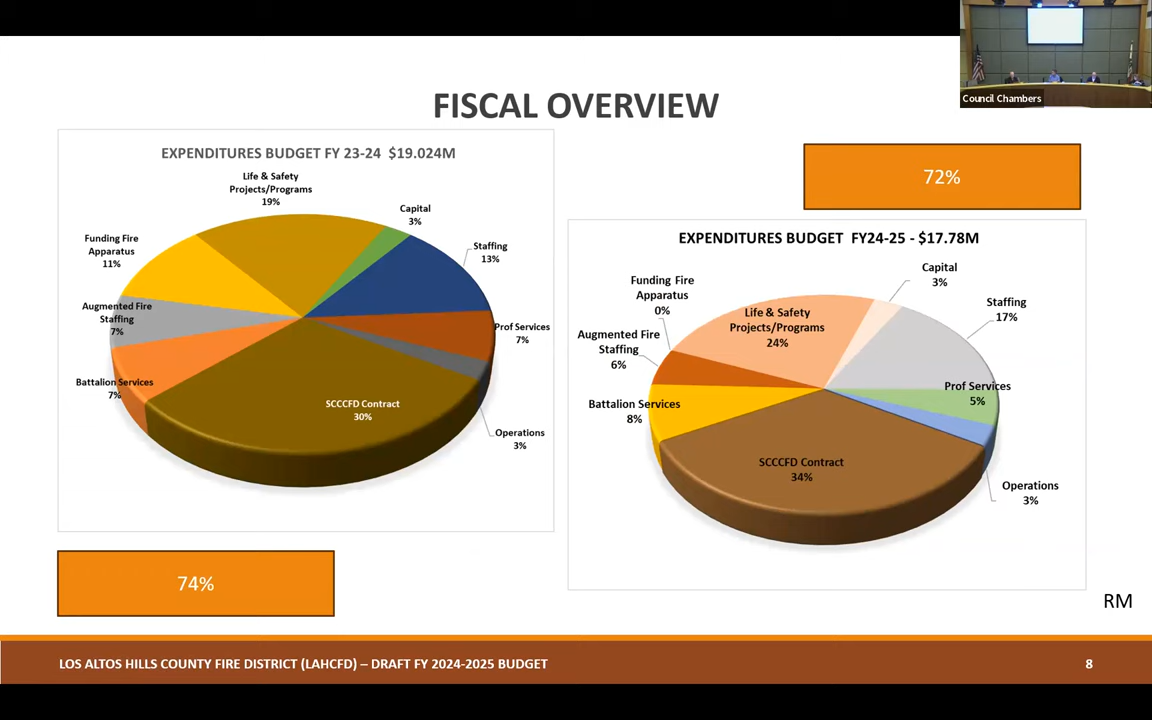 Council Chambers
FISCAL OVERVIEW
EXPENDITURES BUDGET FY 23-24 $19.024M
Life & Safety
Projects/Programs
19%
Capital
3%
Staffing
13%
Funding Fire
Apparatus
11%
Augmented Fire
Staffing
7%
Prof Services
7%
Battalion Services
7%
SCCCFD Contract
30%
Operations
3%
74%
72%
EXPENDITURES BUDGET FY24-25 - $17.78M
Capital
3%
Funding Fire
Apparatus
0%
Life & Safety
Projects/Programs
24%
Staffing
17%
Augmented Fire
Staffing
6%
Prof Services
5%
Battalion Services
8%
SCCCFD Contract
34%
Operations
3%
RM
LOS ALTOS HILLS COUNTY FIRE DISTRICT (LAHCFD) – DRAFT FY 2024-2025 BUDGET
8